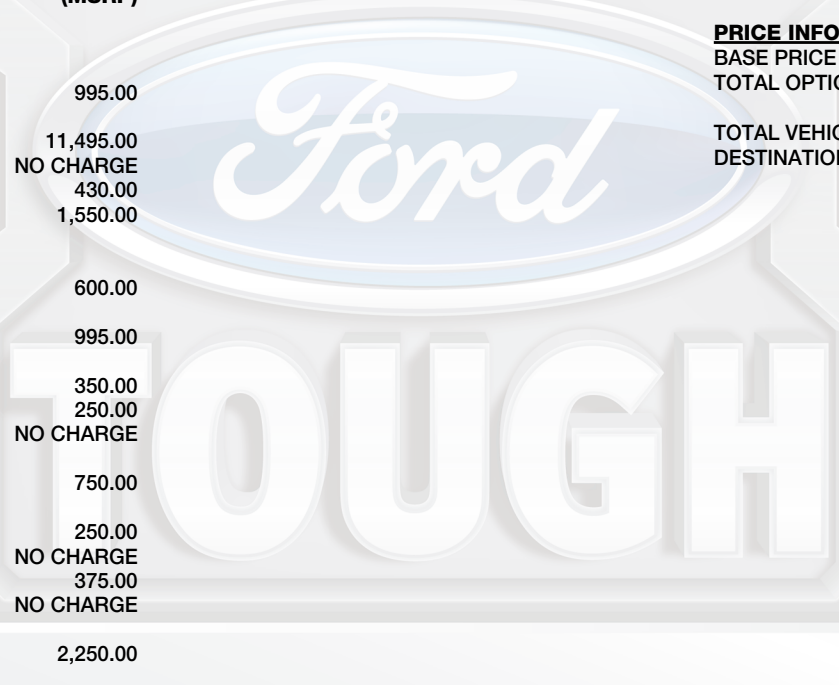 (MSRP)
995.00
11,495.00
NO CHARGE
430.00
1,550.00
600.00
995.00
350.00
250.00
NO CHARGE
750.00
250.00
NO CHARGE
375.00
NO CHARGE
2,250.00
PRICE INFO
BASE PRICE
TOTAL OPTIO
TOTAL VEHIC
DESTINATION
Ford
TOUGH